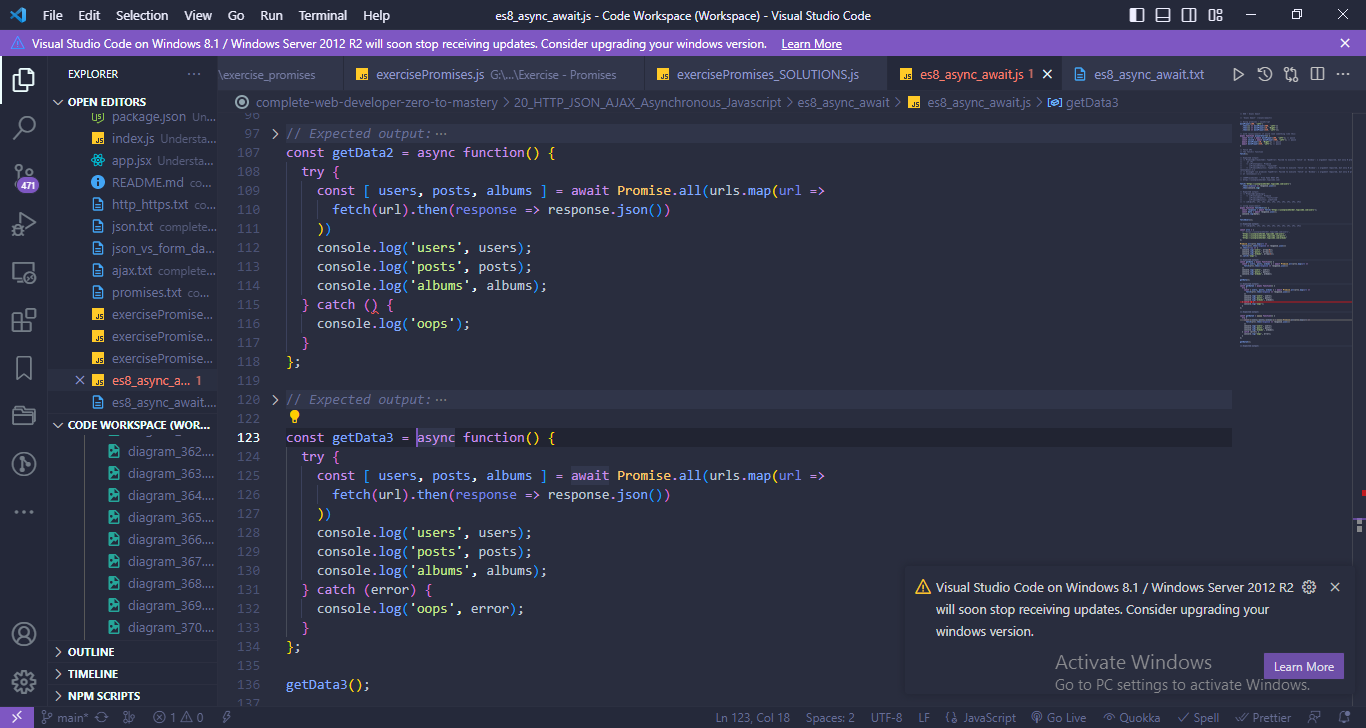 File Edit Selection View Go Run Terminal Help
es8_async_await.js - Code Workspace (Workspace) - Visual Studio Code
Visual Studio Code on Windows 8.1 / Windows Server 2012 R2 will soon stop receiving updates. Consider upgrading your windows version. Learn More
EXPLORER
\exercise_promises
exercisePromises.js G:\...\Exercise - Promises
exercisePromises_SOLUTIONS.js
es8_async_await.js 1
es8_async_await.txt
complete-web-developer-zero-to-mastery > 20_HTTP_JSON_AJAX_Asynchronous_Javascript > es8_async_await > es8_async_await.js > getData3
OPEN EDITORS
package.json Un...
index.js Understa...
app.jsx Understa...
README.md co...
http_https.txt co...
json.txt complete...
json_vs_form_da...
ajax.txt complete...
promises.txt co...
exercisePromise...
exercisePromise...
exercisePromise...
es8_async_a... 1
es8_async_await....
CODE WORKSPACE (WOR...
diagram_362....
diagram_363....
diagram_364....
diagram_365....
diagram_366....
diagram_367....
diagram_368....
diagram_369....
diagram_370....
OUTLINE
TIMELINE
NPM SCRIPTS
471
96
97 > // Expected output: ...
107 const getData2 = async function() {
108 try {
109 const [ users, posts, albums ] = await Promise.all(urls.map(url =>
110 fetch(url).then(response => response.json())
111 ))
112 console.log('users', users);
113 console.log('posts', posts);
114 console.log('albums', albums);
115 } catch () {
116 console.log('oops');
117 }
118 };
119
120 > // Expected output: ...
122
123 const getData3 = async function() {
124 try {
125 const [ users, posts, albums ] = await Promise.all(urls.map(url =>
126 fetch(url).then(response => response.json())
127 ))
128 console.log('users', users);
129 console.log('posts', posts);
130 console.log('albums', albums);
131 } catch (error) {
132 console.log('oops', error);
133 }
134 };
135
136 getData3();
137
Visual Studio Code on Windows 8.1 / Windows Server 2012 R2
will soon stop receiving updates. Consider upgrading your
windows version.
Learn More
Activate Windows
Go to PC settings to activate Windows.
main* 1 0
Ln 123, Col 18 Spaces: 2 UTF-8 LF {} JavaScript Go Live Quokka Spell Prettier